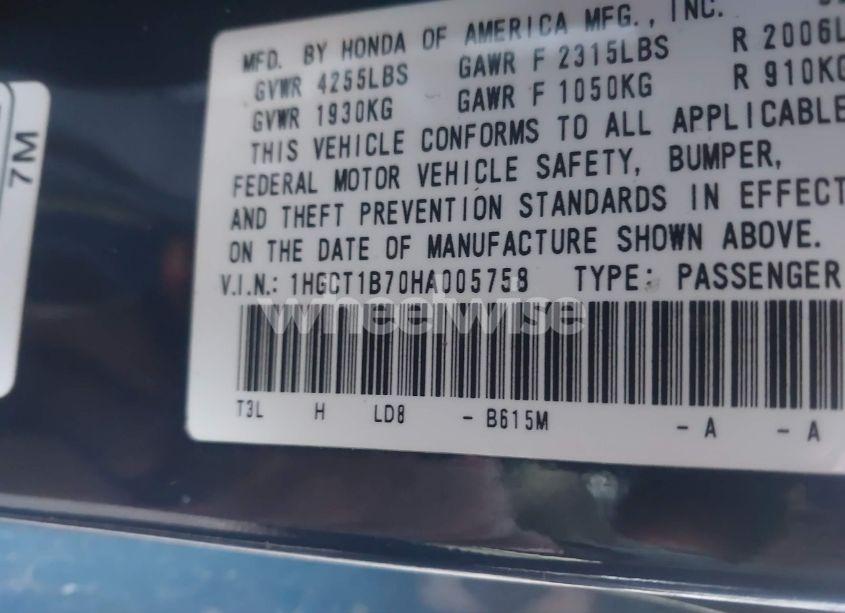 MFD. BY HONDA OF AMERICA MFG., INC.
GVWR 4255LBS GAWR F 2315LBS R 2006L
GVWR 1930KG GAWR F 1050KG R 910KG
THIS VEHICLE CONFORMS TO ALL APPLICABLE
FEDERAL MOTOR VEHICLE SAFETY, BUMPER,
AND THEFT PREVENTION STANDARDS IN EFFECT
ON THE DATE OF MANUFACTURE SHOWN ABOVE.
V.I.N.: 1HGCT1B70HA005758 TYPE: PASSENGER
wheelwise
T3L H LD8 - B615M - A - A
7M